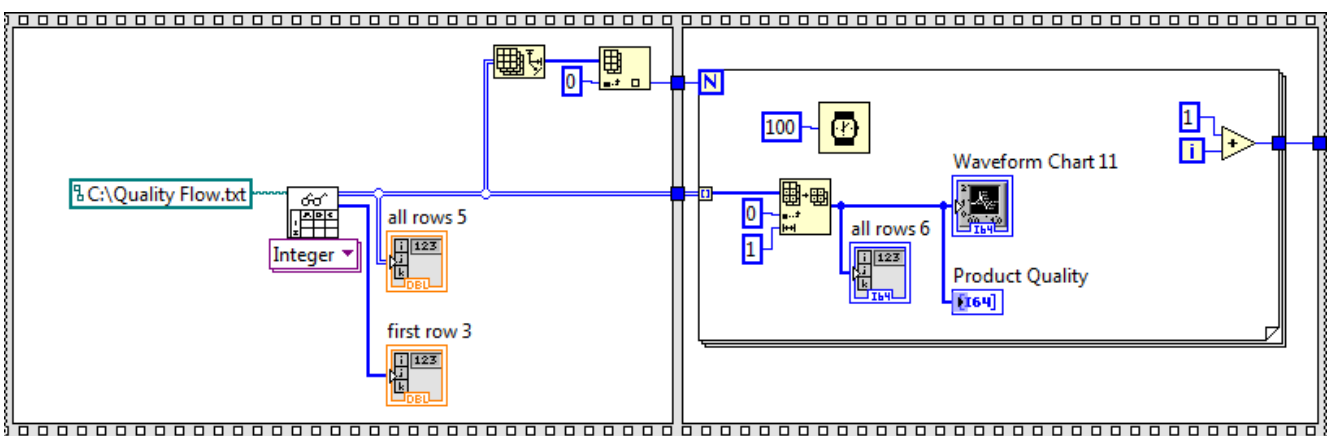 0
N
100
1
i
+
Waveform Chart 11
C:\Quality Flow.txt
all rows 5
0
all rows 6
Integer
1
123
I64
123
Product Quality
DBL
I64
I64
first row 3
123
DBL